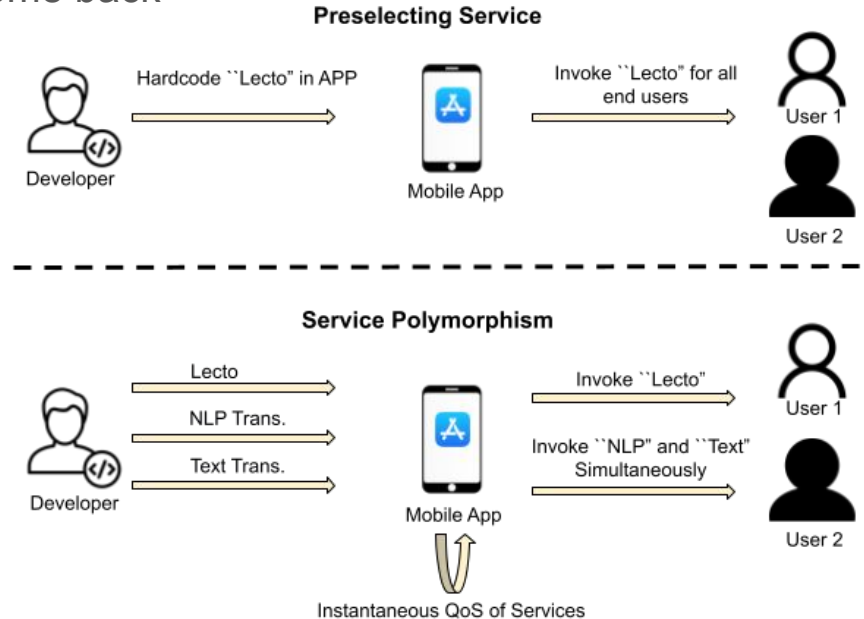 back
Preselecting Service
Hardcode ``Lecto” in APP
Invoke ``Lecto” for all
end users
User 1
Developer
Mobile App
User 2
Service Polymorphism
Lecto
Invoke ``Lecto”
NLP Trans.
User 1
Invoke ``NLP” and ``Text”
Text Trans.
Simultaneously
Developer
Mobile App
User 2
Instantaneous QoS of Services